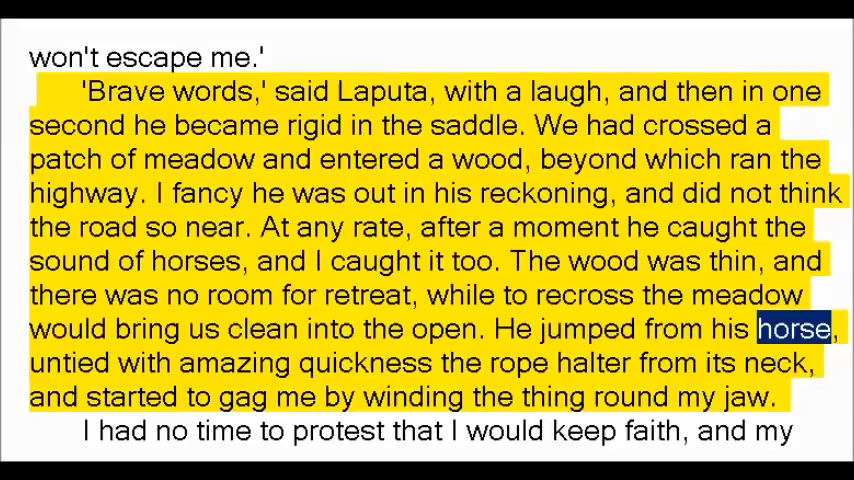 won't escape me.'
'Brave words,' said Laputa, with a laugh, and then in one
second he became rigid in the saddle. We had crossed a
patch of meadow and entered a wood, beyond which ran the
highway. I fancy he was out in his reckoning, and did not think
the road so near. At any rate, after a moment he caught the
sound of horses, and I caught it too. The wood was thin, and
there was no room for retreat, while to recross the meadow
would bring us clean into the open. He jumped from his horse,
untied with amazing quickness the rope halter from its neck,
and started to gag me by winding the thing round my jaw.
I had no time to protest that I would keep faith, and my